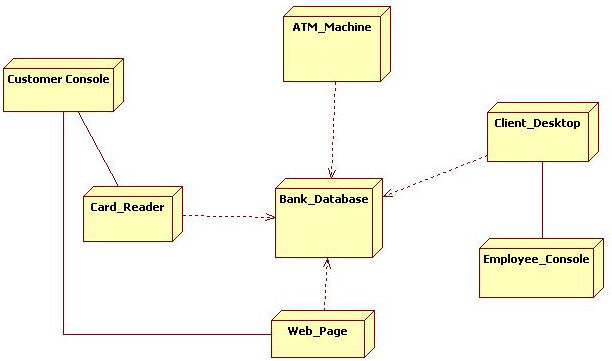 ATM_Machine
Customer Console
Client_Desktop
Card_Reader
Bank_Database
Employee_Console
Web_Page